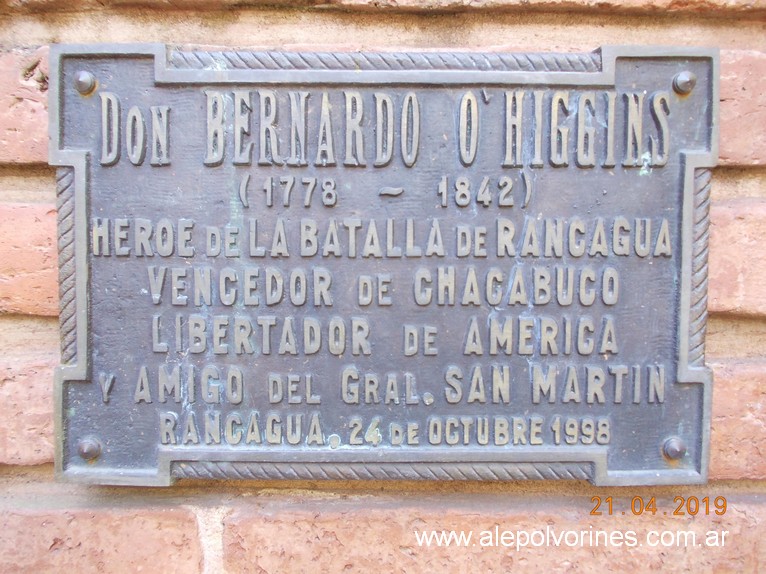 DON BERNARDO O'HIGGINS
(1778 ~ 1842)
HEROE DE LA BATALLA DE RANCAGUA
VENCEDOR DE CHACABUCO
LIBERTADOR DE AMERICA
Y AMIGO DEL GRAL. SAN MARTIN
RANCAGUA. 24 DE OCTUBRE 1998
21.04.2019
www.alepolvorines.com.ar